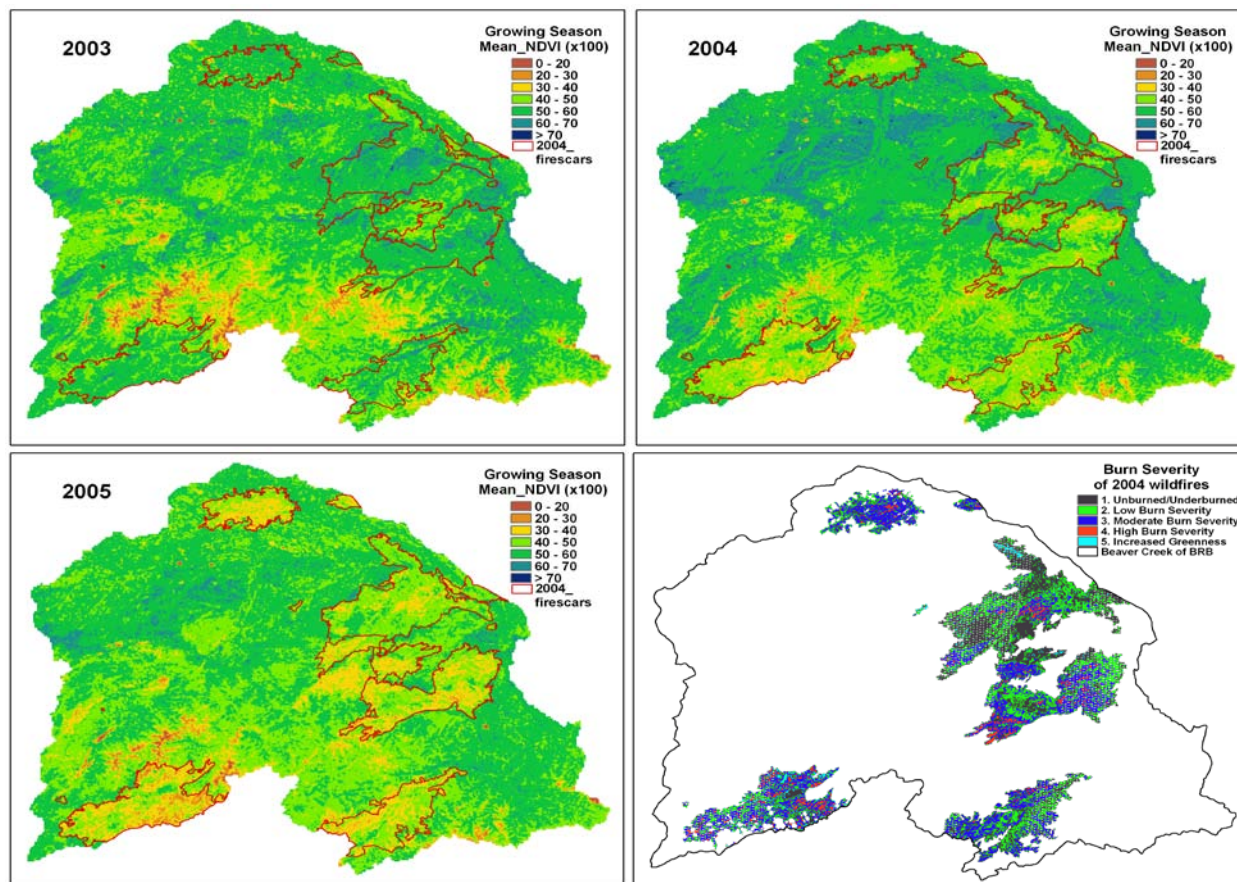 2003
Growing Season
Mean_NDVI (x100)
0 - 20
20 - 30
30 - 40
40 - 50
50 - 60
60 - 70
> 70
2004_
firescars
2004
Growing Season
Mean_NDVI (x100)
0 - 20
20 - 30
30 - 40
40 - 50
50 - 60
60 - 70
> 70
2004_
firescars
2005
Growing Season
Mean_NDVI (x100)
0 - 20
20 - 30
30 - 40
40 - 50
50 - 60
60 - 70
> 70
2004_
firescars
Burn Severity
of 2004 wildfires
1. Unburned/Underburned
2. Low Burn Severity
3. Moderate Burn Severity
4. High Burn Severity
5. Increased Greenness
Beaver Creek of BRB